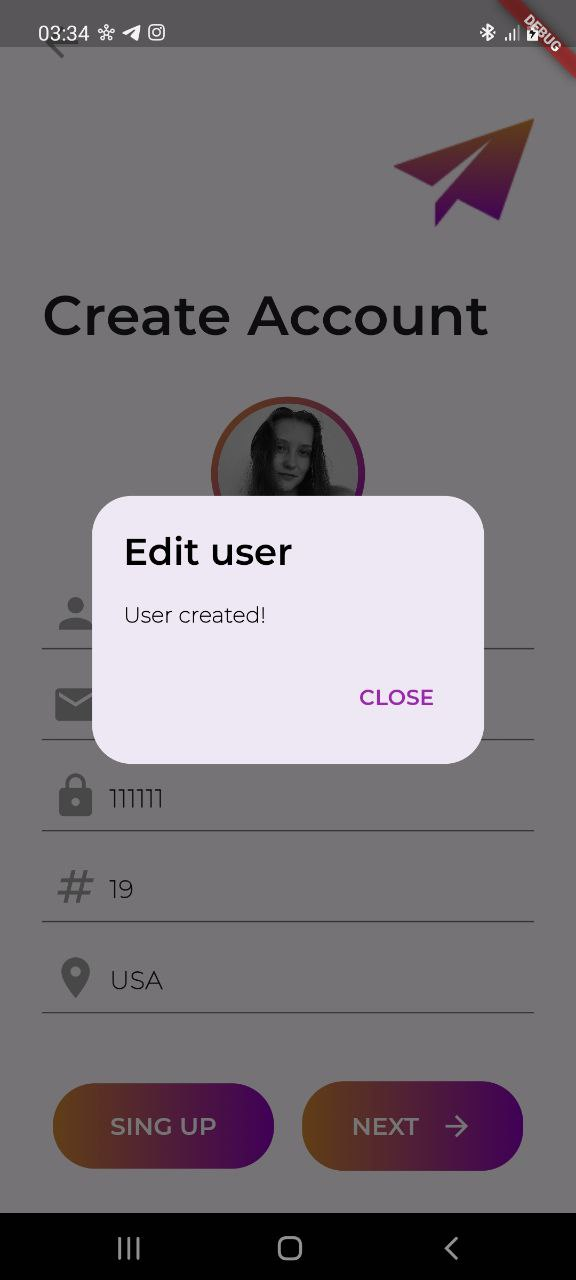 03:34
DEBUG
Create Account
Edit user
User created!
CLOSE
111111
# 19
USA
SING UP
NEXT →